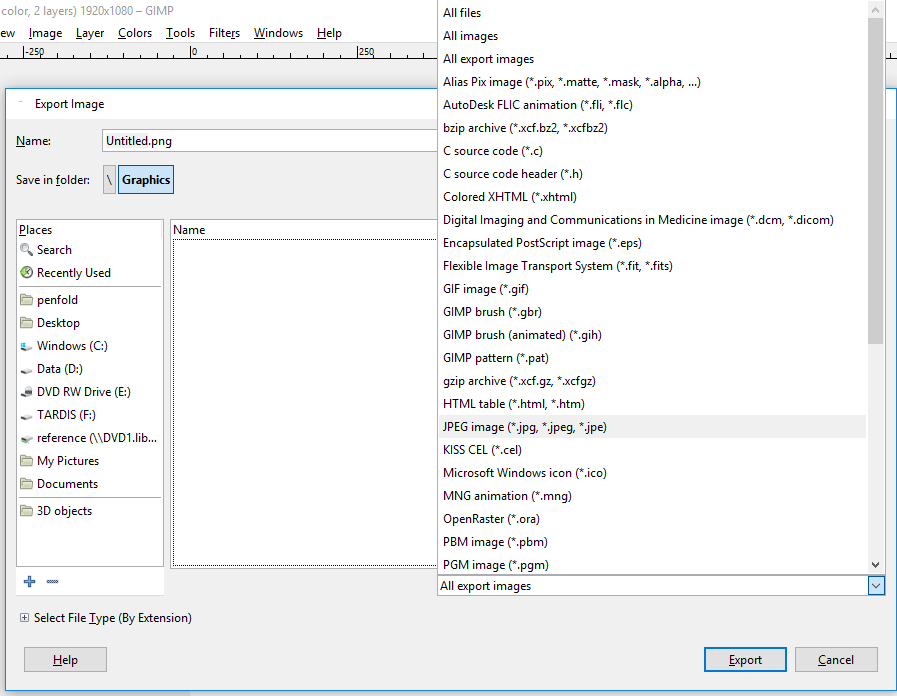 color, 2 layers) 1920x1080 – GIMP
ew Image Layer Colors Tools Filters Windows Help
-250 0 250
Export Image
Name: Untitled.png
Save in folder: \ Graphics
Places
Search
Recently Used
penfold
Desktop
Windows (C:)
Data (D:)
DVD RW Drive (E:)
TARDIS (F:)
reference (\\DVD1.lib...
My Pictures
Documents
3D objects
Name
All files
All images
All export images
Alias Pix image (*.pix, *.matte, *.mask, *.alpha, ...)
AutoDesk FLIC animation (*.fli, *.flc)
bzip archive (*.xcf.bz2, *.xcfbz2)
C source code (*.c)
C source code header (*.h)
Colored XHTML (*.xhtml)
Digital Imaging and Communications in Medicine image (*.dcm, *.dicom)
Encapsulated PostScript image (*.eps)
Flexible Image Transport System (*.fit, *.fits)
GIF image (*.gif)
GIMP brush (*.gbr)
GIMP brush (animated) (*.gih)
GIMP pattern (*.pat)
gzip archive (*.xcf.gz, *.xcfgz)
HTML table (*.html, *.htm)
JPEG image (*.jpg, *.jpeg, *.jpe)
KISS CEL (*.cel)
Microsoft Windows icon (*.ico)
MNG animation (*.mng)
OpenRaster (*.ora)
PBM image (*.pbm)
PGM image (*.pgm)
All export images
Select File Type (By Extension)
Help Export Cancel